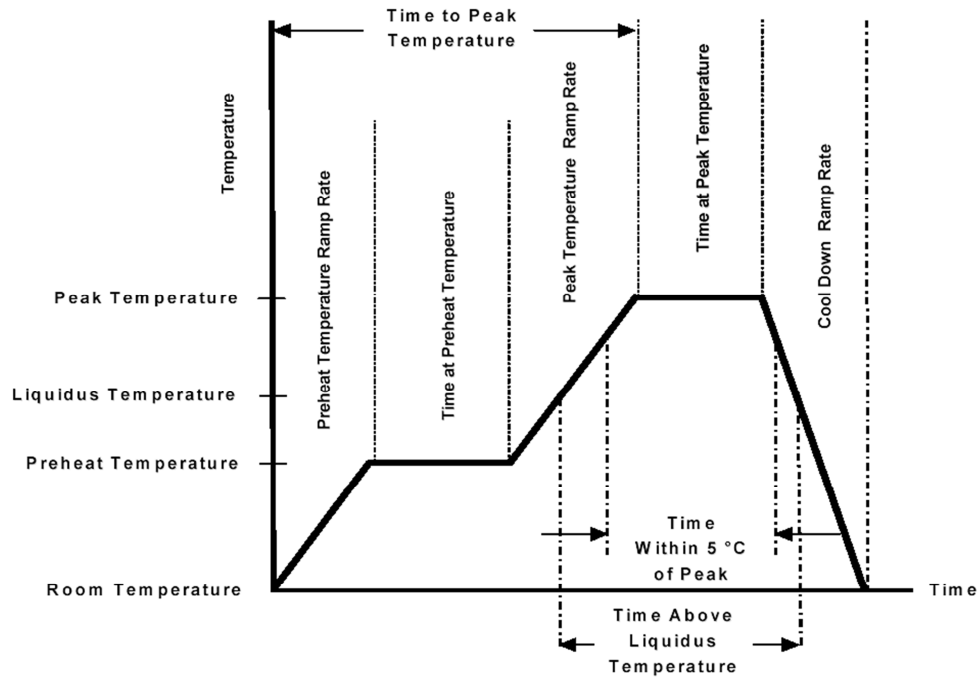 Time to Peak
Temperature
Temperature
Preheat Temperature Ramp Rate
Time at Preheat Temperature
Peak Temperature Ramp Rate
Time at Peak Temperature
Cool Down Ramp Rate
Peak Temperature
Liquidus Temperature
Preheat Temperature
Room Temperature
Time
Within 5 °C
of Peak
Time
Time Above
Liquidus
Temperature